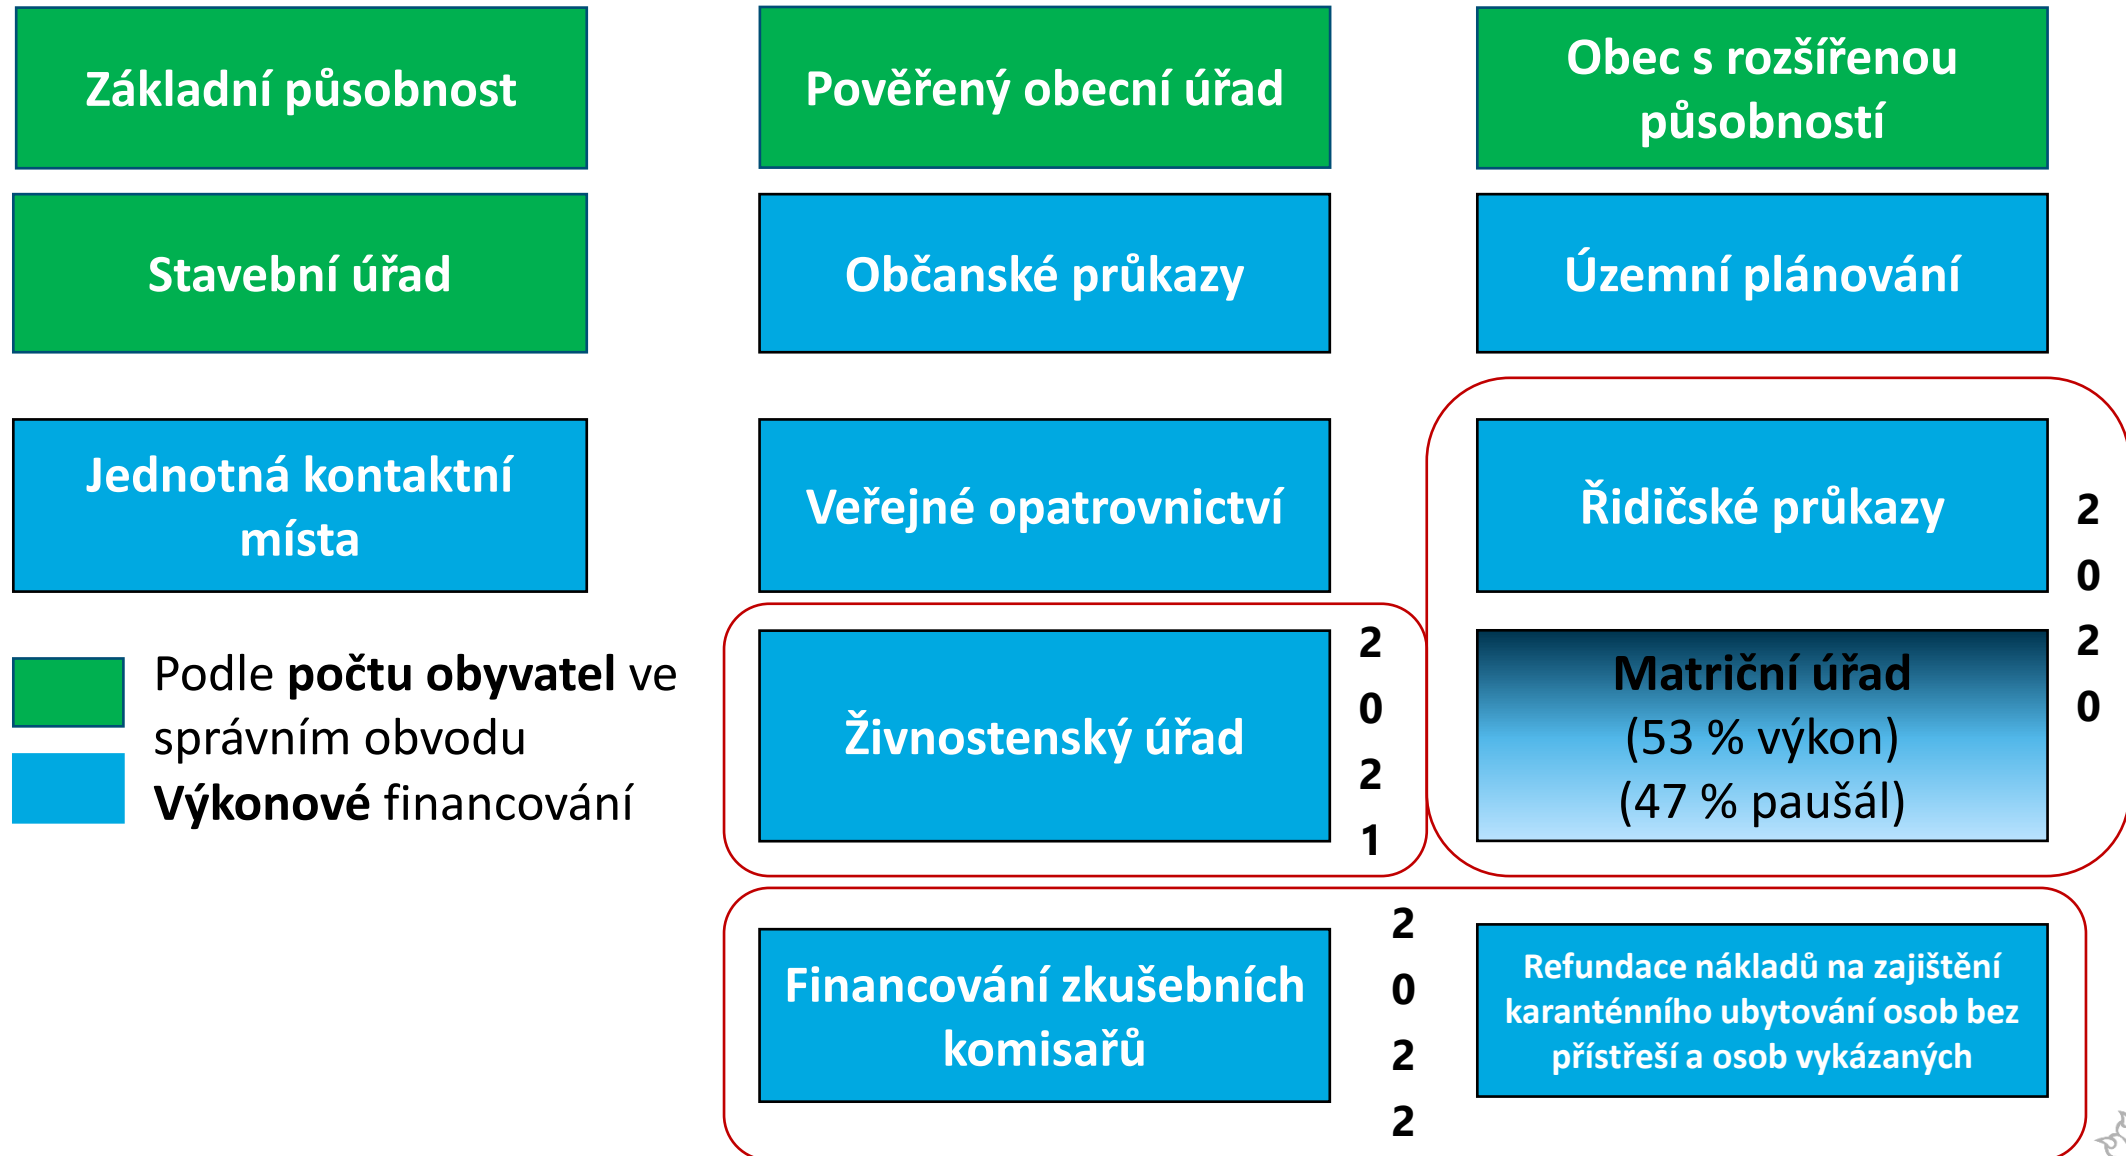 Základní působnost
Pověřený obecní úřad
Obec s rozšířenou
působností
Stavební úřad
Občanské průkazy
Územní plánování
Jednotná kontaktní
místa
Veřejné opatrovnictví
Řidičské průkazy
2
0
2
0
Podle počtu obyvatel ve
správním obvodu
Výkonové financování
Živnostenský úřad
2
0
2
1
Matriční úřad
(53 % výkon)
(47 % paušál)
Financování zkušebních
komisařů
2
0
2
2
Refundace nákladů na zajištění
karanténního ubytování osob bez
přístřeší a osob vykázaných